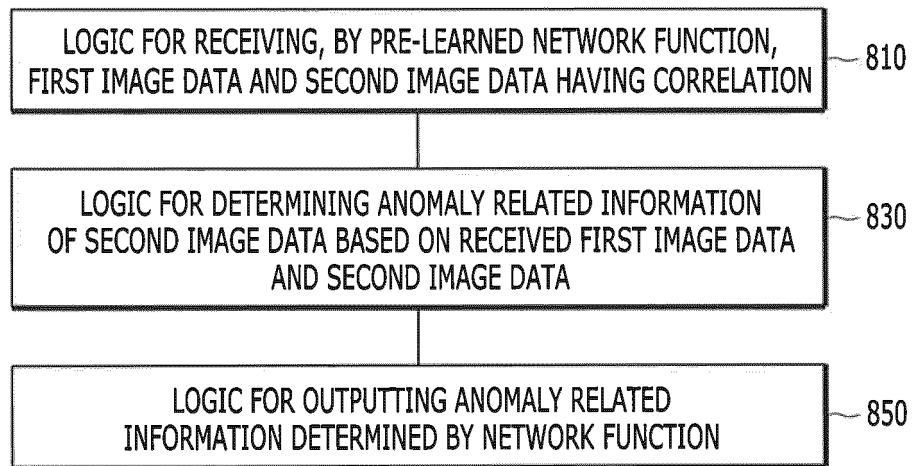 LOGIC FOR RECEIVING, BY PRE-LEARNED NETWORK FUNCTION,
FIRST IMAGE DATA AND SECOND IMAGE DATA HAVING CORRELATION
810
LOGIC FOR DETERMINING ANOMALY RELATED INFORMATION
OF SECOND IMAGE DATA BASED ON RECEIVED FIRST IMAGE DATA
AND SECOND IMAGE DATA
830
LOGIC FOR OUTPUTTING ANOMALY RELATED
INFORMATION DETERMINED BY NETWORK FUNCTION
850